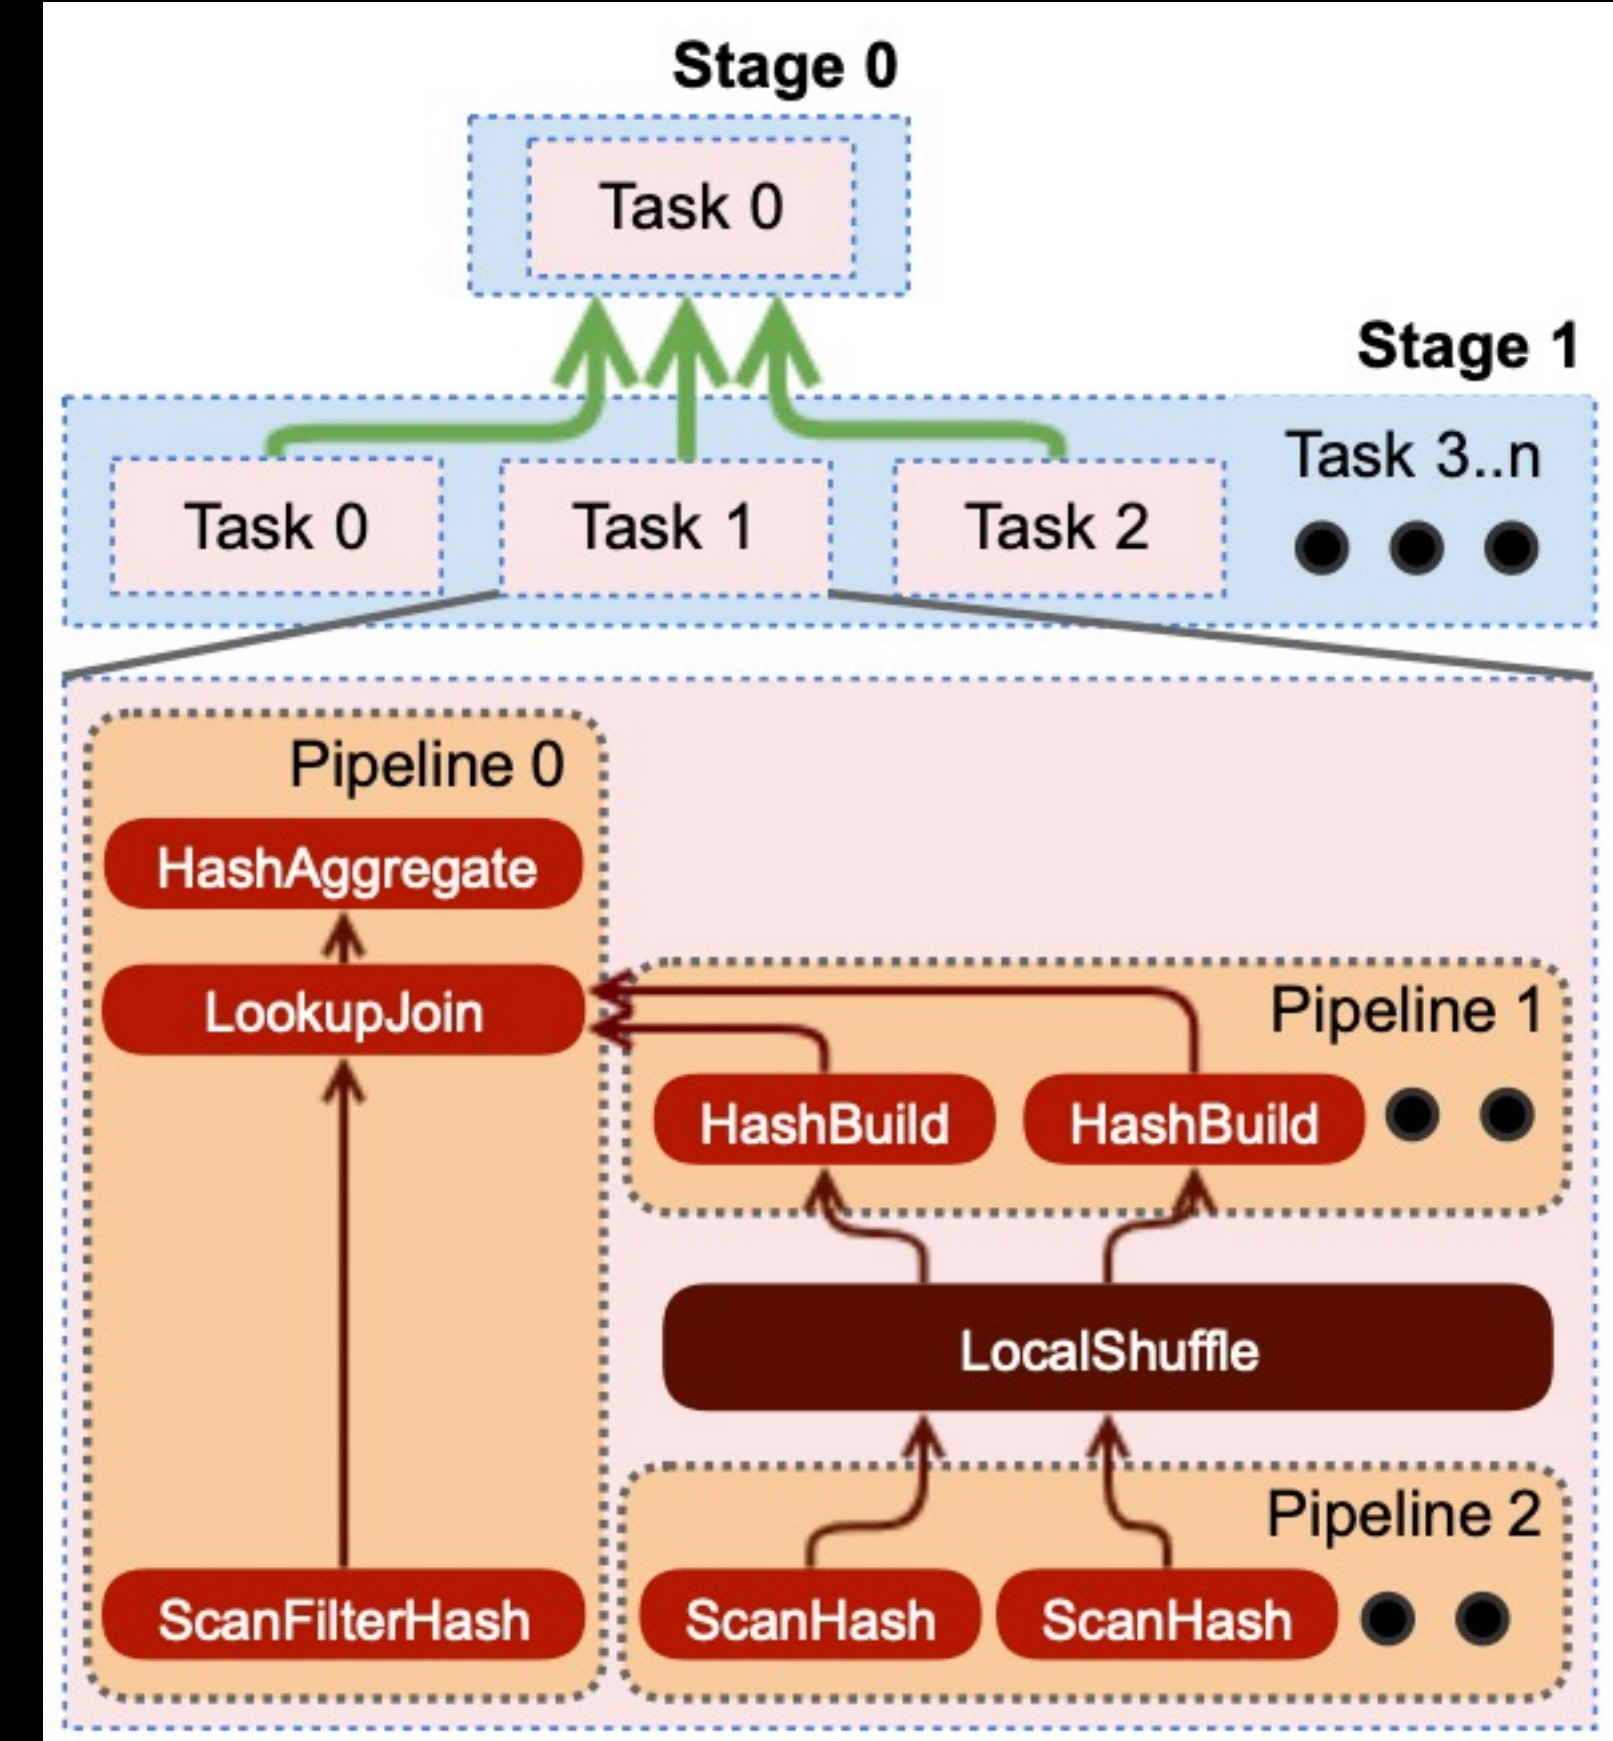 Stage 0
Task 0
Stage 1
Task 0
Task 1
Task 2
Task 3..n
Pipeline 0
HashAggregate
LookupJoin
ScanFilterHash
Pipeline 1
HashBuild
HashBuild
LocalShuffle
Pipeline 2
ScanHash
ScanHash